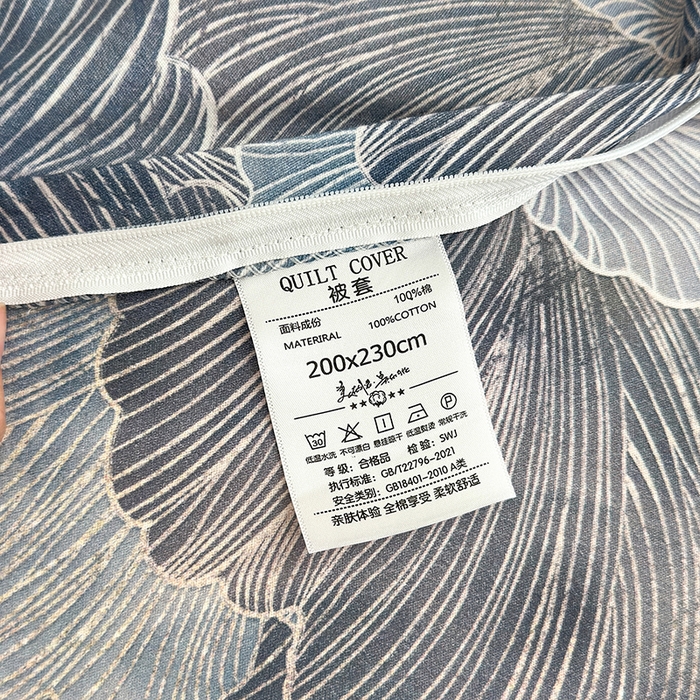 QUILT COVER
被套
面料成份 100%棉
MATERIRAL 100%COTTON
200x230cm
30 P
低温水洗 不可漂白 悬挂晾干 低温熨烫 常规干洗
等 级：合格品 检 验：SWJ
执行标准：GB/T22796-2021
安全类别：GB18401-2010 A类
亲肤体验 全棉享受 柔软舒适